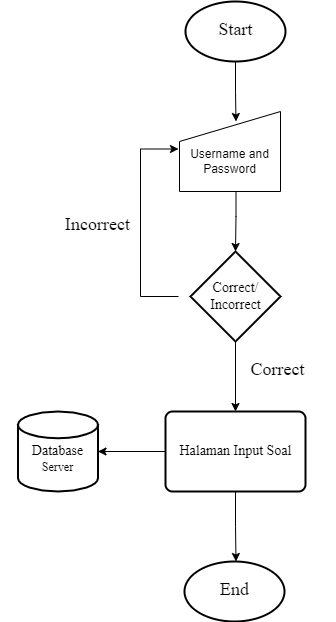 Start
Username and
Password
Incorrect
Correct/
Incorrect
Correct
Database
Server
Halaman Input Soal
End